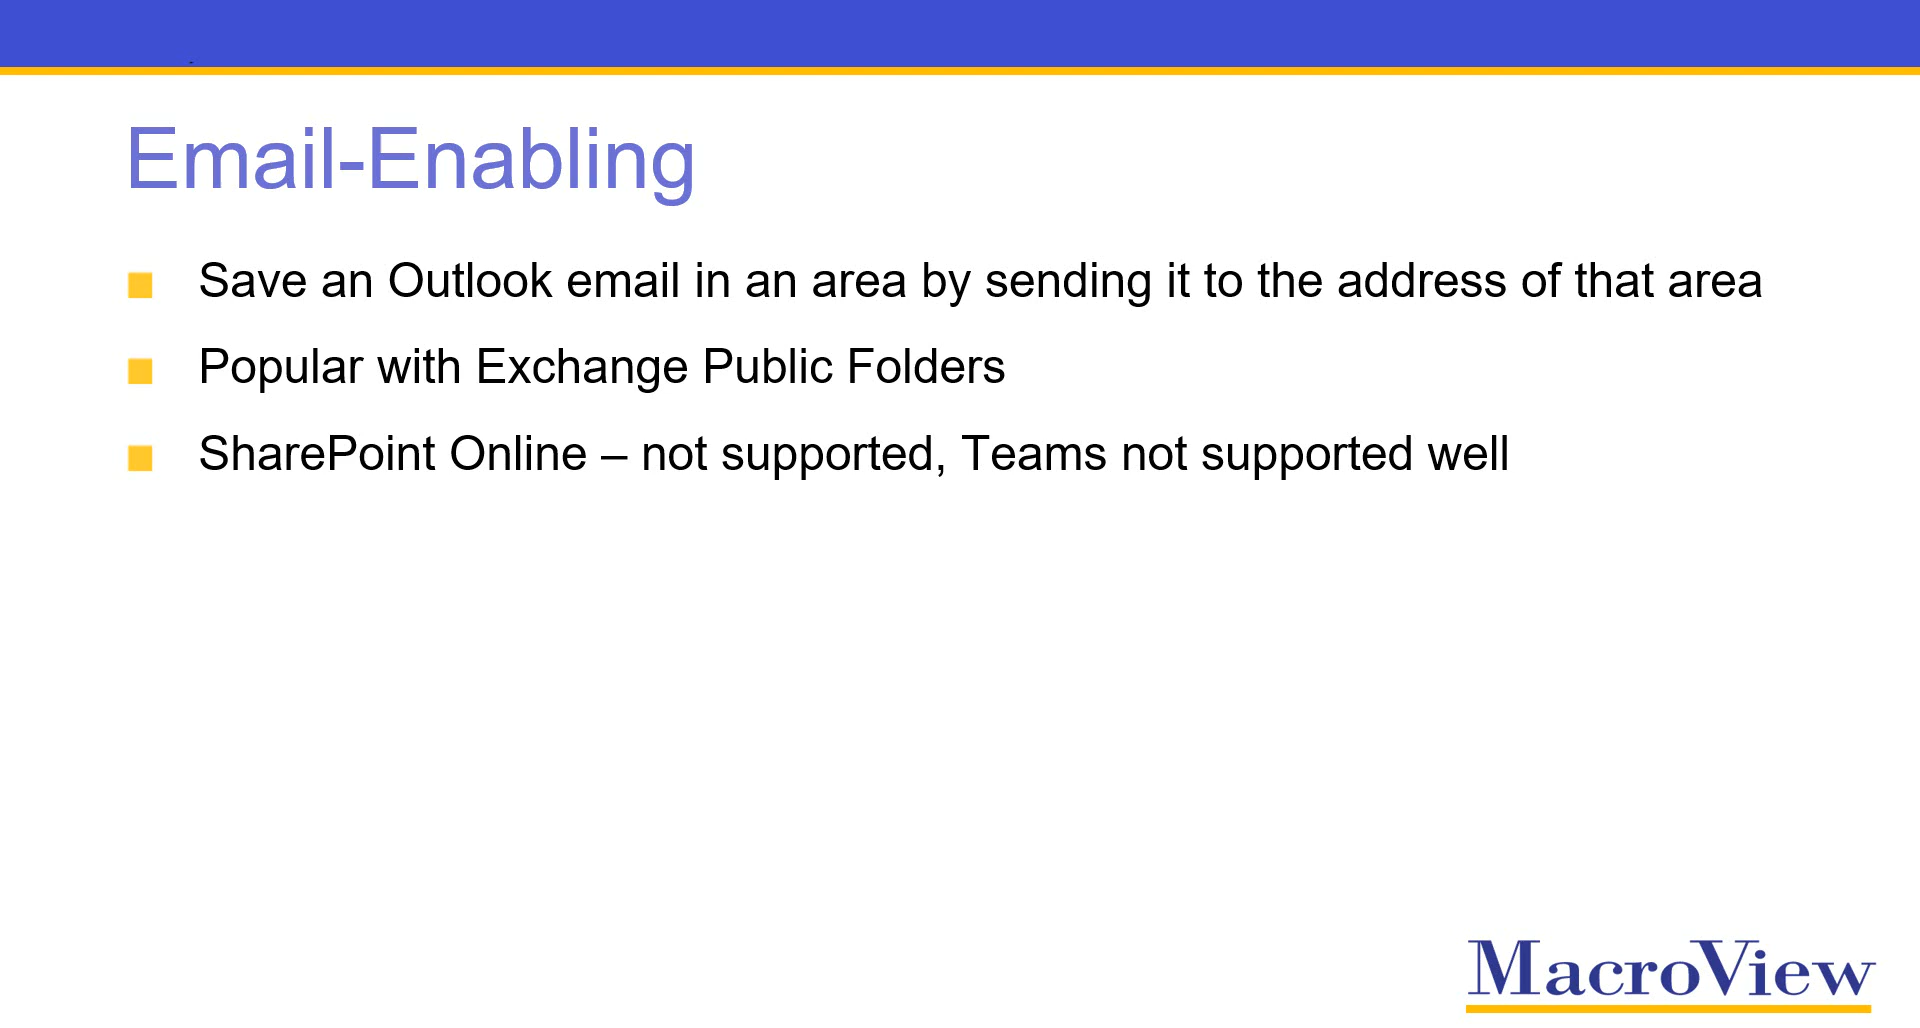 Email-Enabling
Save an Outlook email in an area by sending it to the address of that area
Popular with Exchange Public Folders
SharePoint Online – not supported, Teams not supported well
MacroView